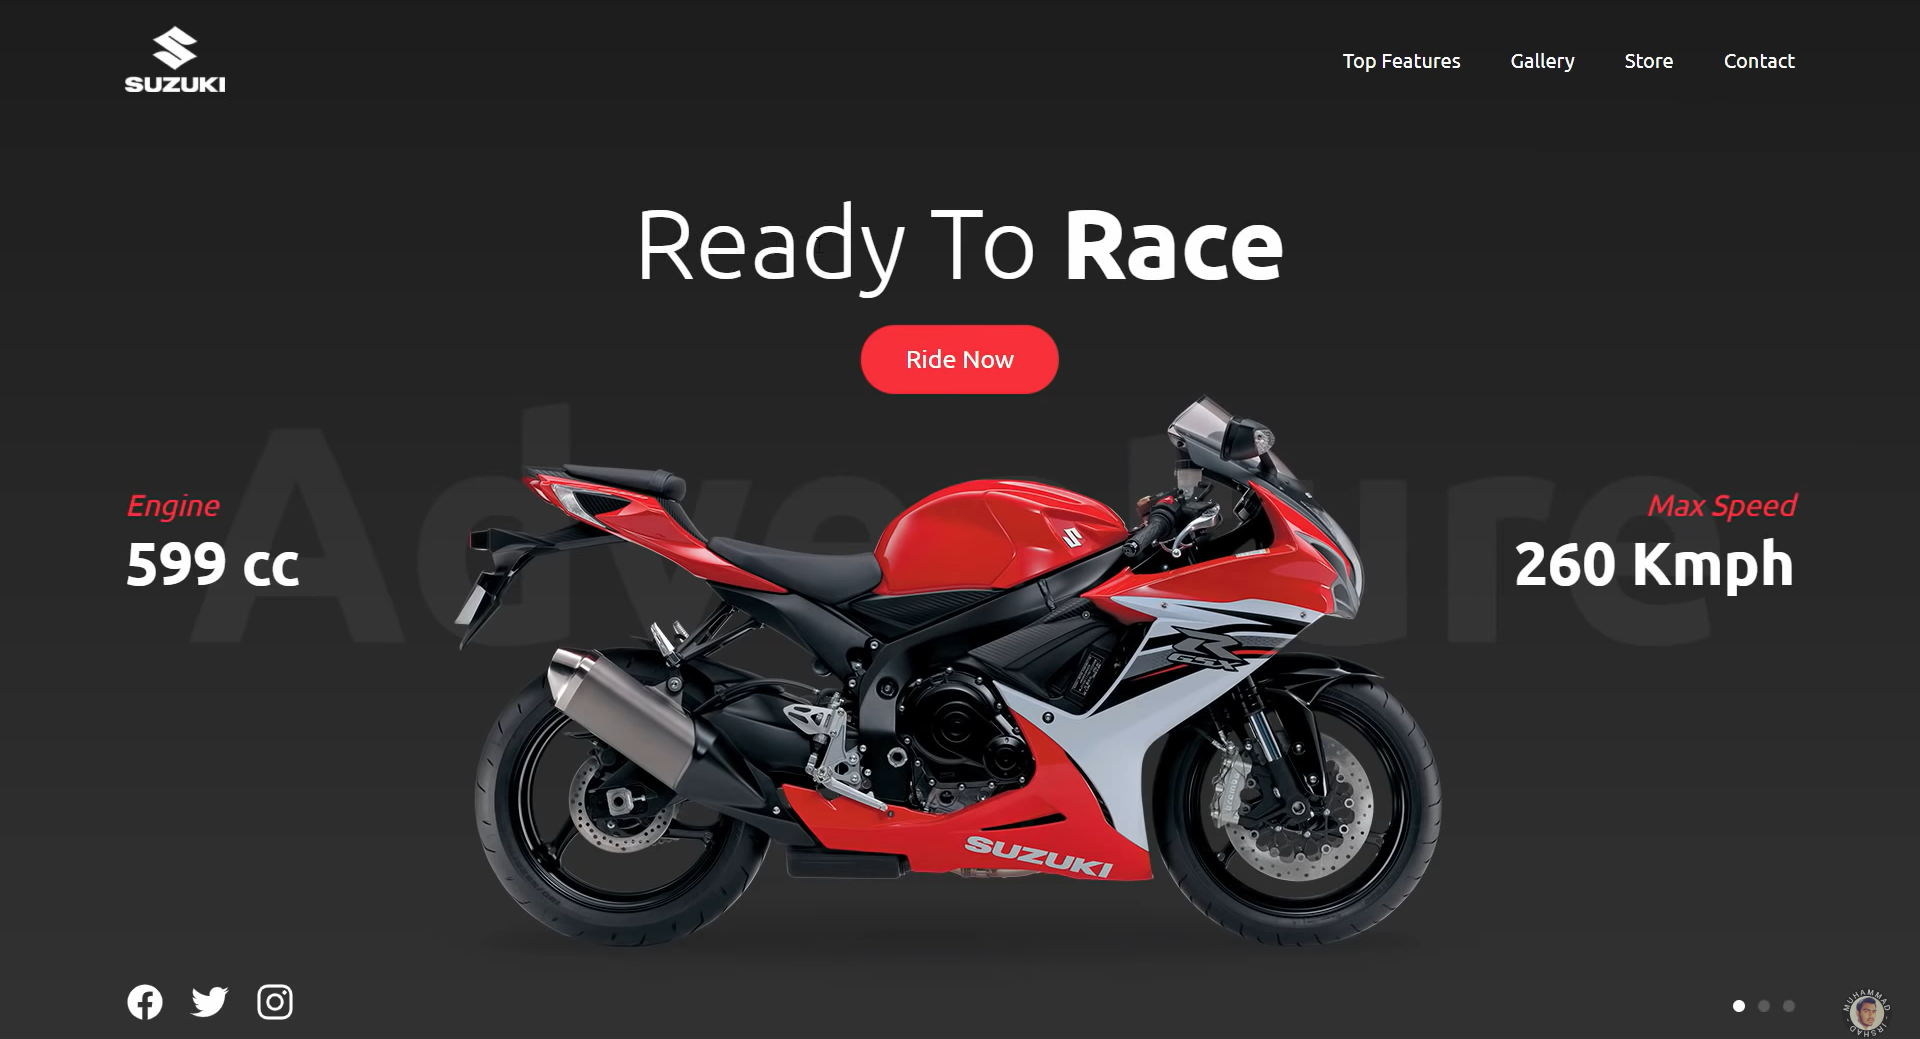 SUZUKI
Top Features
Gallery
Store
Contact
Ready To Race
Ride Now
Adventure
Engine
599 cc
Max Speed
260 Kmph
R
GSX
brembo
SUZUKI
MUHAMMAD
IRSHAD